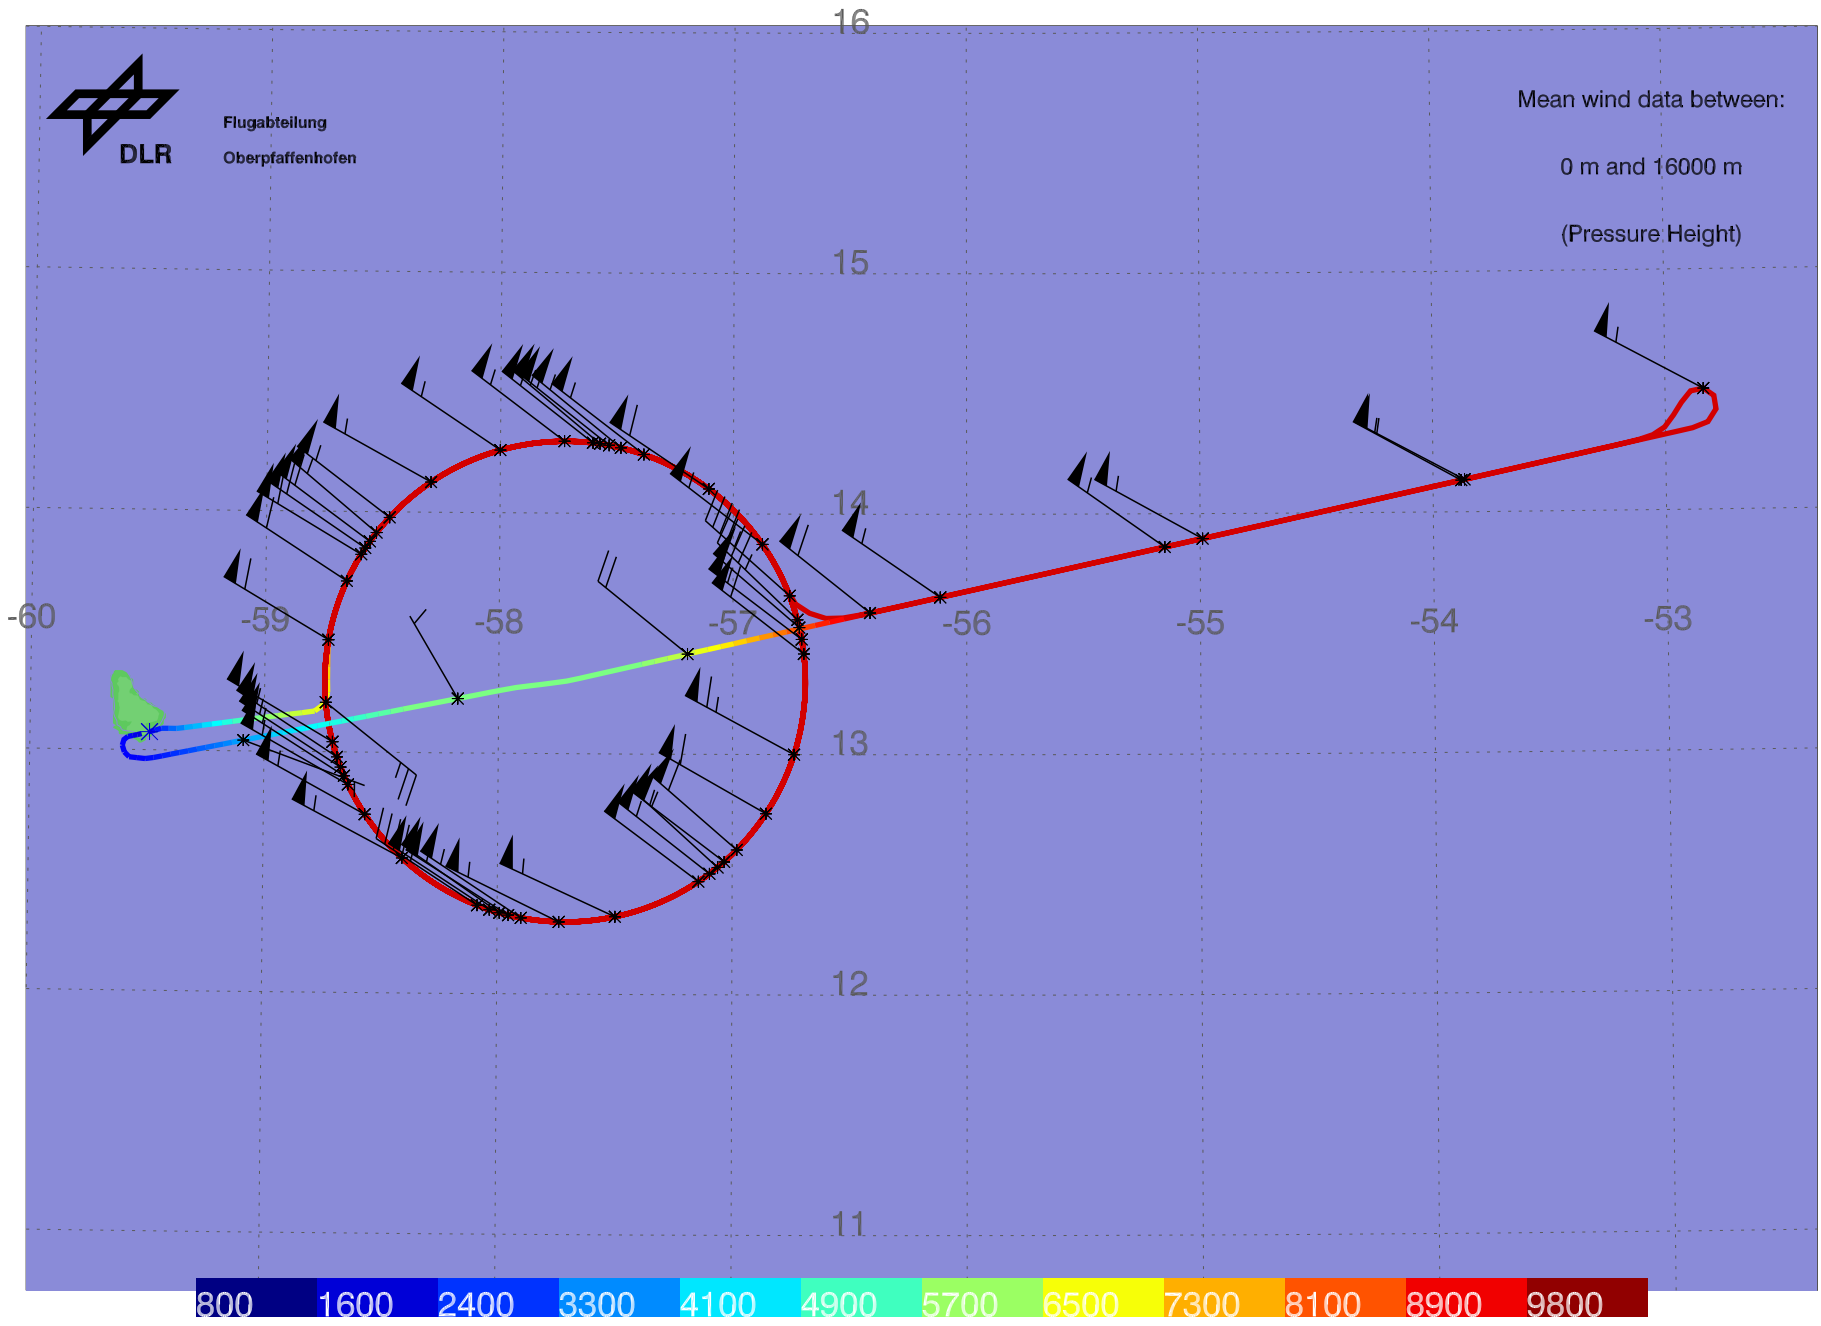 16
Mean wind data between:
Flugabteilung
DLR
Oberpfaffenhofen
0 m and 16000 m
(Pressure Height)
15
14
-60
-59
-58
-57
-56
-55
-54
-53
13
12
11
800 1600 2400 3300 4100 4900 5700 6500 7300 8100 8900 9800